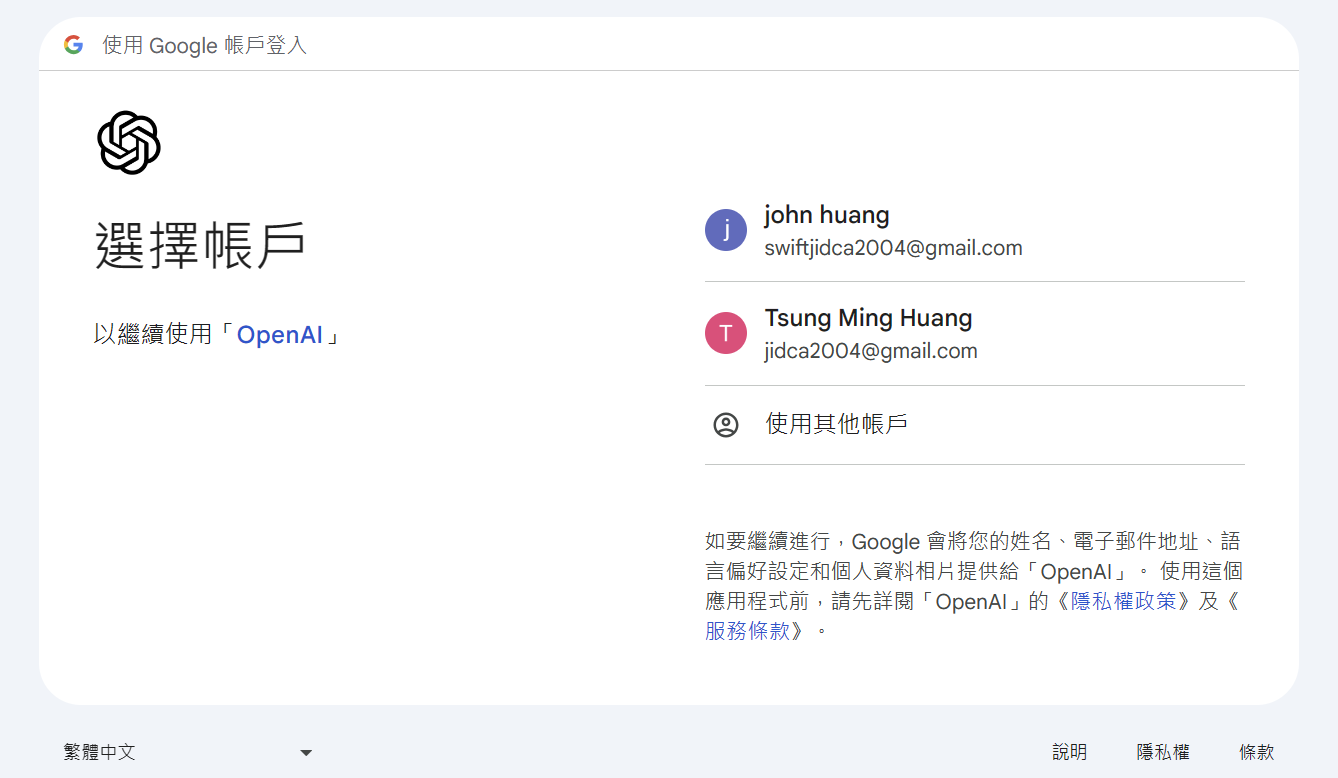 使用 Google 帳戶登入
選擇帳戶
以繼續使用「OpenAI」
j
john huang
swiftjidca2004@gmail.com
T
Tsung Ming Huang
jidca2004@gmail.com
使用其他帳戶
如要繼續進行，Google 會將您的姓名、電子郵件地址、語
言偏好設定和個人資料相片提供給「OpenAI」。 使用這個
應用程式前，請先詳閱「OpenAI」的《隱私權政策》及《
服務條款》。
繁體中文
說明 隱私權 條款